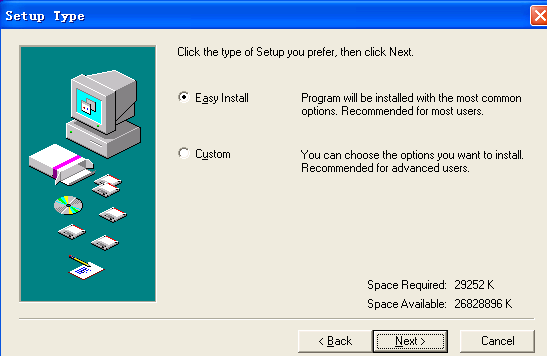 Setup Type
Click the type of Setup you prefer, then click Next.
Easy Install
Program will be installed with the most common
options. Recommended for most users.
Custom
You can choose the options you want to install.
Recommended for advanced users.
Space Required: 29252 K
Space Available: 26828896 K
< Back
Next >
Cancel